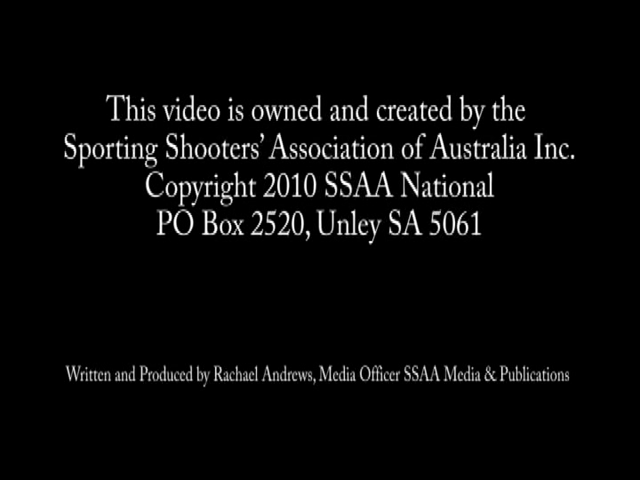 This video is owned and created by the
Sporting Shooters' Association of Australia Inc.
Copyright 2010 SSAA National
PO Box 2520, Unley SA 5061
Written and Produced by Rachael Andrews, Media Officer SSAA Media & Publications